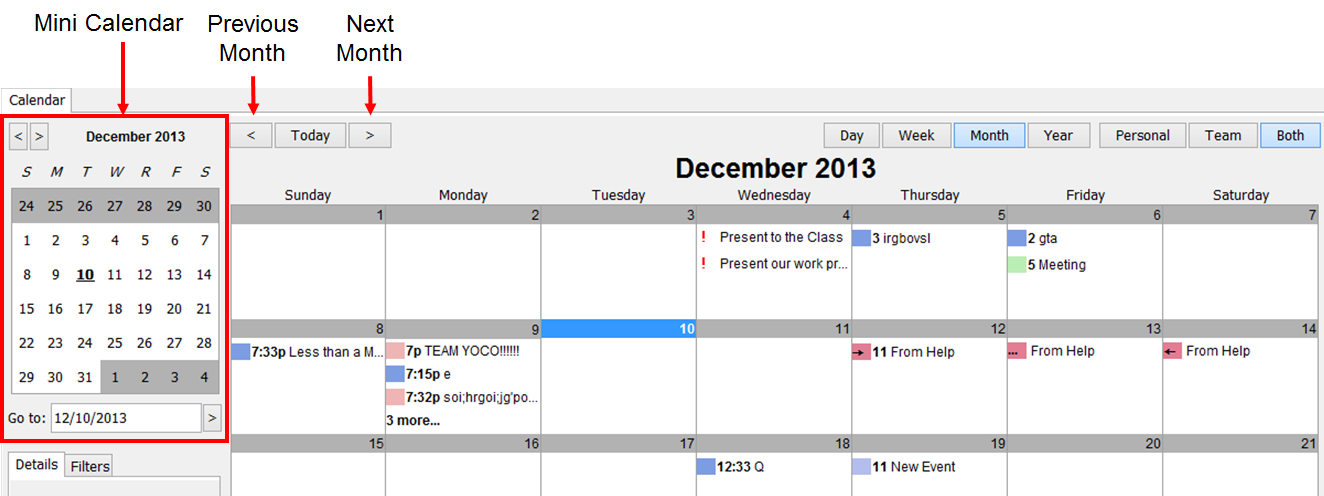 Mini Calendar Previous Month Next Month
Calendar
< > December 2013 < Today > Day Week Month Year Personal Team Both
December 2013
S M T W R F S
24 25 26 27 28 29 30
1 2 3 4 5 6 7
8 9 10 11 12 13 14
15 16 17 18 19 20 21
22 23 24 25 26 27 28
29 30 31 1 2 3 4
Go to: 12/10/2013 >
Details Filters
Sunday Monday Tuesday Wednesday Thursday Friday Saturday
1 2 3 4 5 6 7
! Present to the Class 3 irgbovsl 2 gta
! Present our work pr... 5 Meeting
8 9 10 11 12 13 14
7:33p Less than a M... 7p TEAM YOCO!!!!!! 11 From Help ... From Help From Help
7:15p e
7:32p soi;hrgoi;jg'po...
3 more...
15 16 17 18 19 20 21
12:33 Q 11 New Event